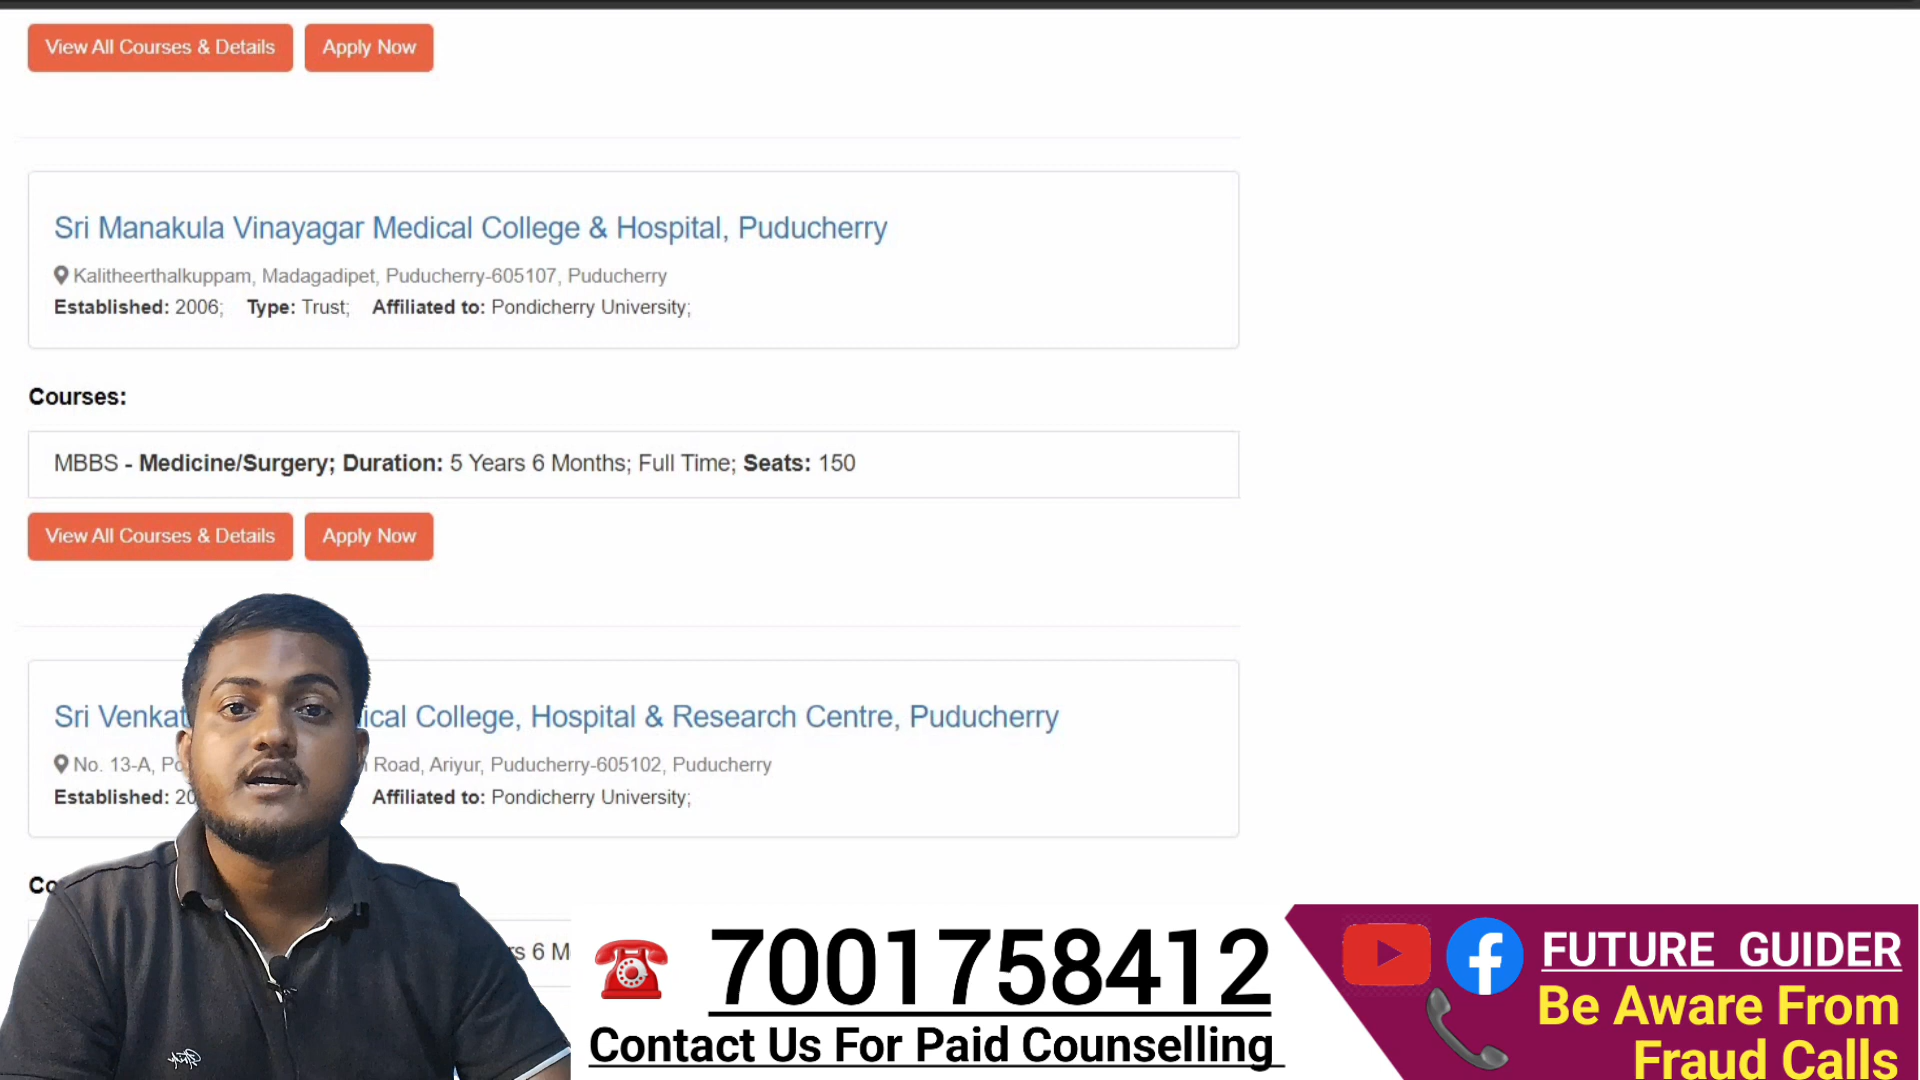 View All Courses & Details Apply Now
Sri Manakula Vinayagar Medical College & Hospital, Puducherry
Kalitheerthalkuppam, Madagadipet, Puducherry-605107, Puducherry
Established: 2006; Type: Trust; Affiliated to: Pondicherry University;
Courses:
MBBS - Medicine/Surgery; Duration: 5 Years 6 Months; Full Time; Seats: 150
View All Courses & Details Apply Now
Sri College, Hospital & Research Centre, Puducherry
No. 13-A, Road, Ariyur, Puducherry-605102, Puducherry
Established: Affiliated to: Pondicherry University;
6
7001758412
Contact Us For Paid Counselling
FUTURE GUIDER
Be Aware From
Fraud Calls